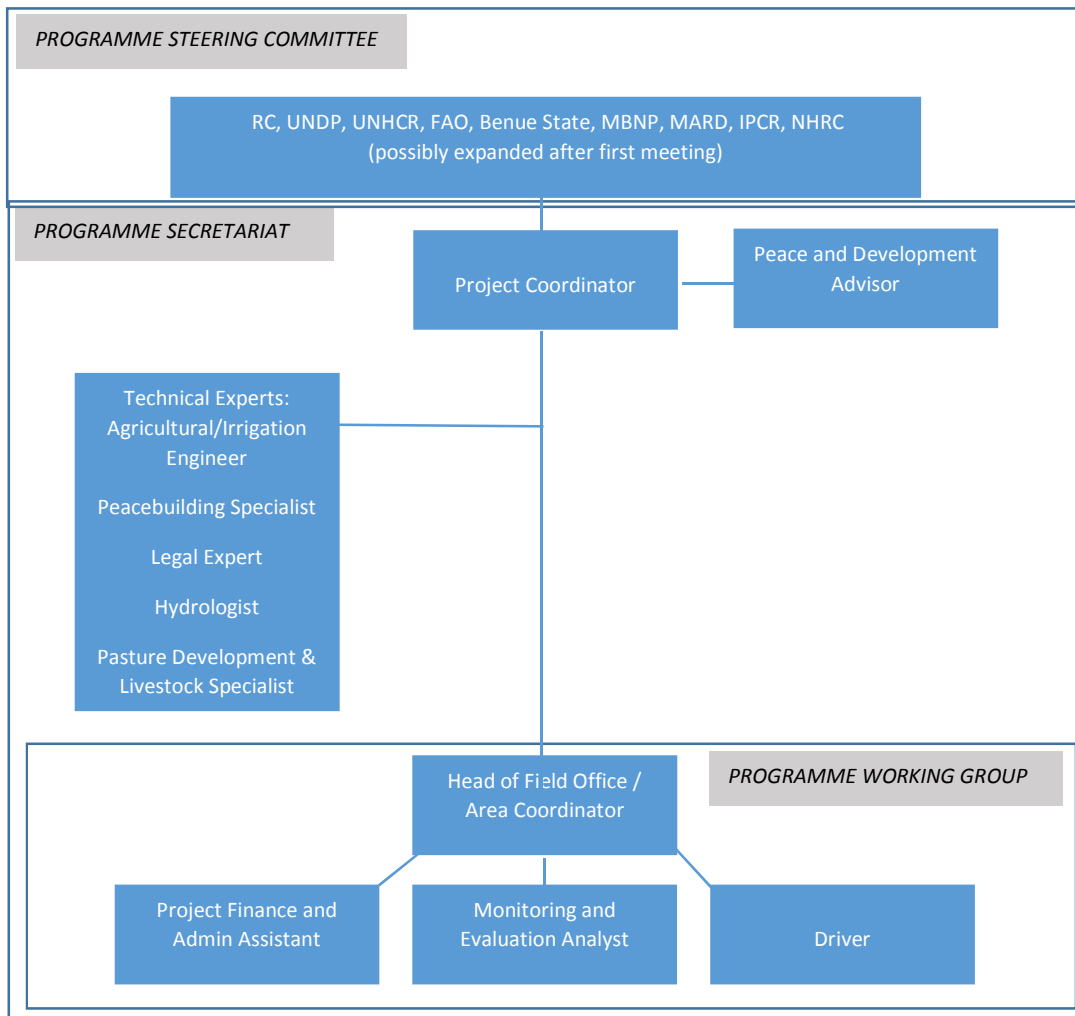 PROGRAMME STEERING COMMITTEE
RC, UNDP, UNHCR, FAO, Benue State, MBNP, MARD, IPCR, NHRC
(possibly expanded after first meeting)
PROGRAMME SECRETARIAT
Project Coordinator
Peace and Development
Advisor
Technical Experts:
Agricultural/Irrigation
Engineer
Peacebuilding Specialist
Legal Expert
Hydrologist
Pasture Development &
Livestock Specialist
PROGRAMME WORKING GROUP
Head of Field Office /
Area Coordinator
Project Finance and
Admin Assistant
Monitoring and
Evaluation Analyst
Driver